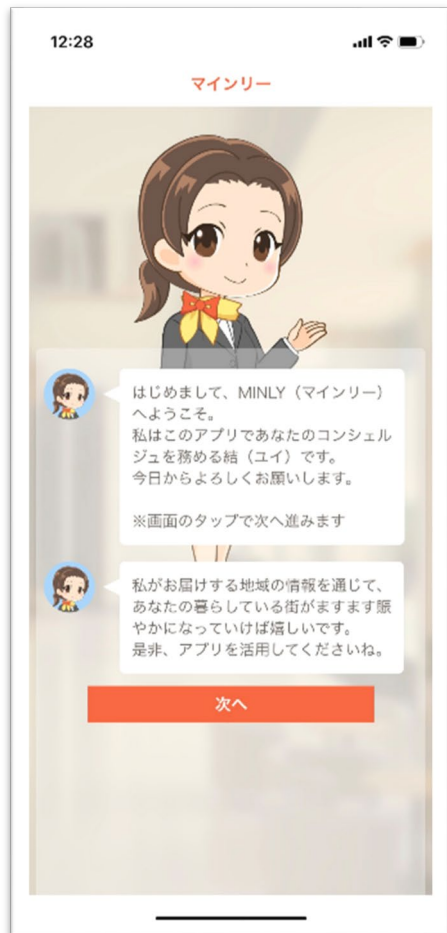 12:28
マインリー
はじめまして、MINLY（マインリー）
へようこそ。
私はこのアプリであなたのコンシェル
ジュを務める結（ユイ）です。
今日からよろしくお願いします。
※画面のタップで次へ進みます
私がお届けする地域の情報を通じて、
あなたの暮らしている街がますます賑
やかになっていけば嬉しいです。
是非、アプリを活用してくださいね。
次へ